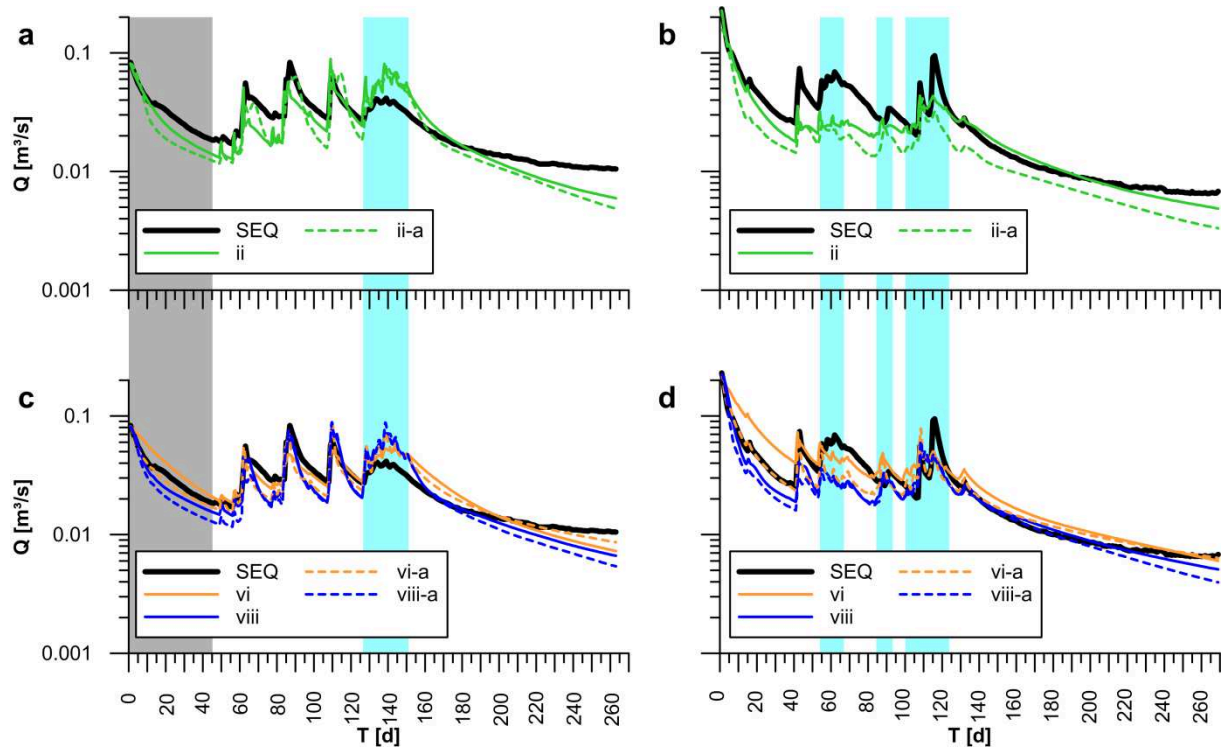 a
b
0.1
0.01
0.001
Q [m³/s]
Q [m³/s]
SEQ ii-a
ii
SEQ ii-a
ii
c
d
0.1
0.01
0.001
Q [m³/s]
Q [m³/s]
SEQ vi-a
vi viii-a
viii
SEQ vi-a
vi viii-a
viii
0 20 40 60 80 100 120 140 160 180 200 220 240 260
0 20 40 60 80 100 120 140 160 180 200 220 240 260
T [d]
T [d]